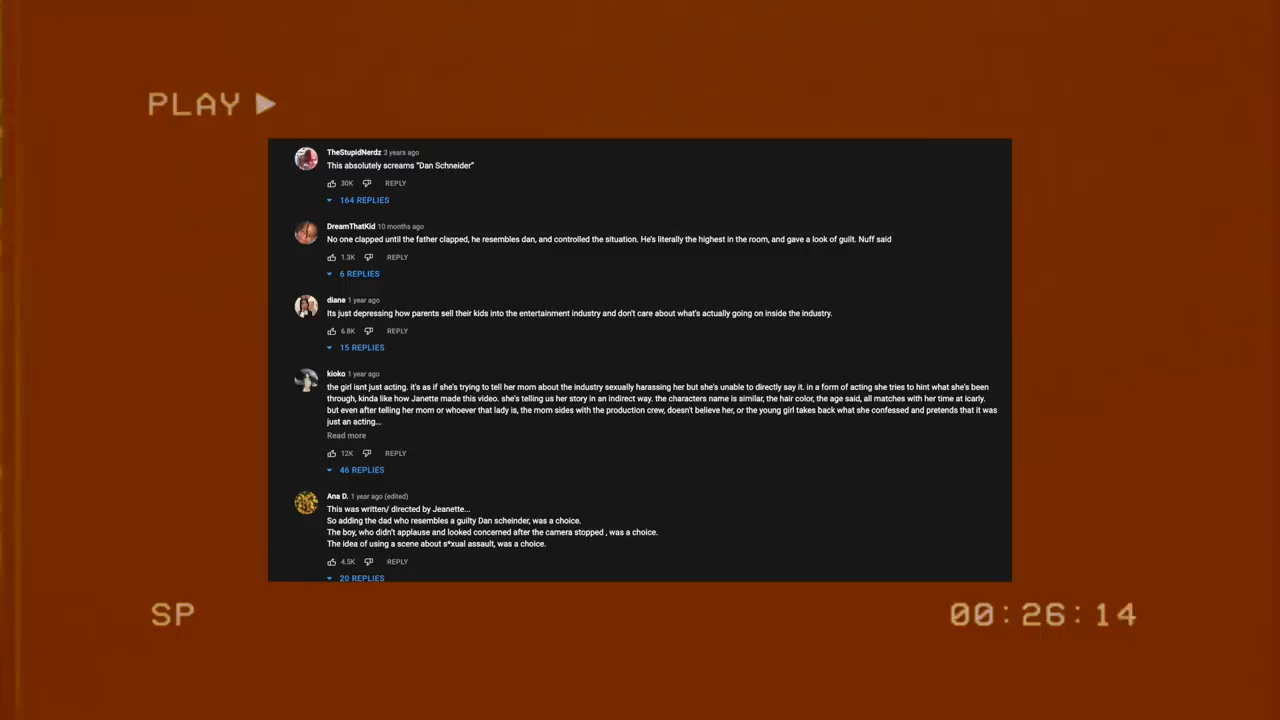 PLAY
TheStupidNerdz 3 years ago
This absolutely screams “Dan Schneider”
30K REPLY
164 REPLIES
DreamThatKid 10 months ago
No one clapped until the father clapped, he resembles dan, and controlled the situation. He's literally the highest in the room, and gave a look of guilt. Nuff said
1.3K REPLY
6 REPLIES
diane 1 year ago
Its just depressing how parents sell their kids into the entertainment industry and don't care about what's actually going on inside the industry.
6.8K REPLY
15 REPLIES
kioko 1 year ago
the girl isnt just acting. it's as if she's trying to tell her mom about the industry sexually harassing her but she's unable to directly say it. in a form of acting she tries to hint what she's been
through, kinda like how Janette made this video. she's telling us her story in an indirect way. the characters name is similar, the hair color, the age said, all matches with her time at icarly.
but even after telling her mom or whoever that lady is, the mom sides with the production crew, doesn't believe her, or the young girl takes back what she confessed and pretends that it was
just an acting...
Read more
12K REPLY
46 REPLIES
Ana D. 1 year ago (edited)
This was written/ directed by Jeanette...
So adding the dad who resembles a guilty Dan scheinder, was a choice.
The boy, who didn't applause and looked concerned after the camera stopped , was a choice.
The idea of using a scene about s*xual assault, was a choice.
4.5K REPLY
20 REPLIES
SP
00:26:14